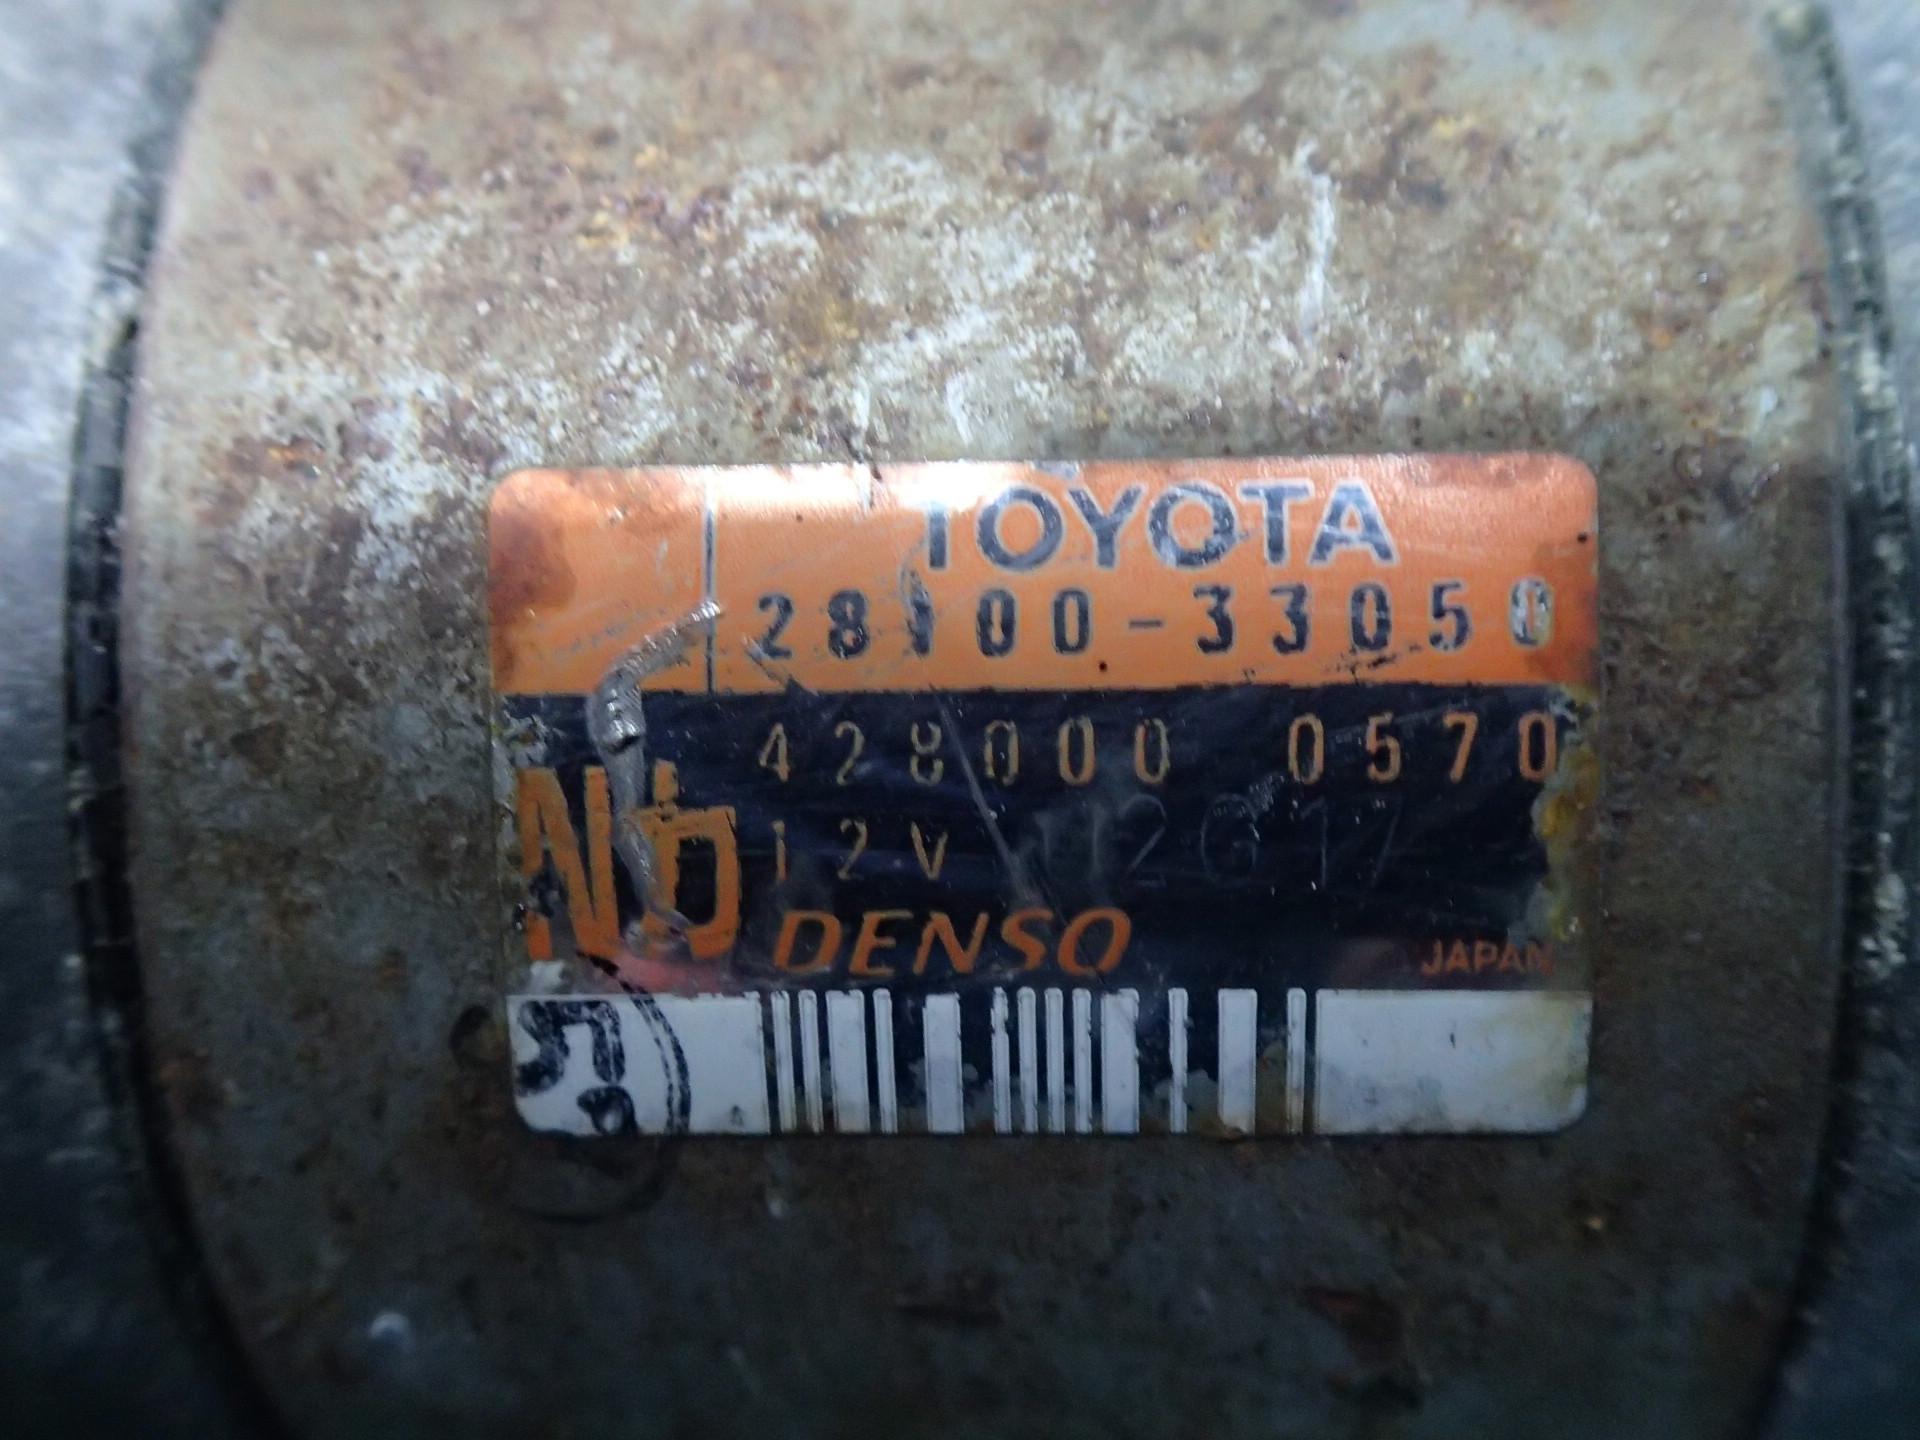 TOYOTA
28100-33050
428000 0570
12V
DENSO
JAPAN